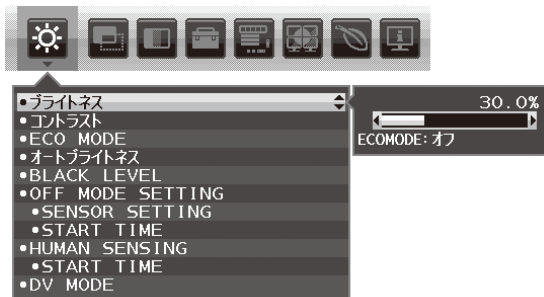 ●ブライトネス
●コントラスト
●ECO MODE
●オートブライトネス
●BLACK LEVEL
●OFF MODE SETTING
●SENSOR SETTING
●START TIME
●HUMAN SENSING
●START TIME
●DV MODE
30.0%
ECOMODE:オフ